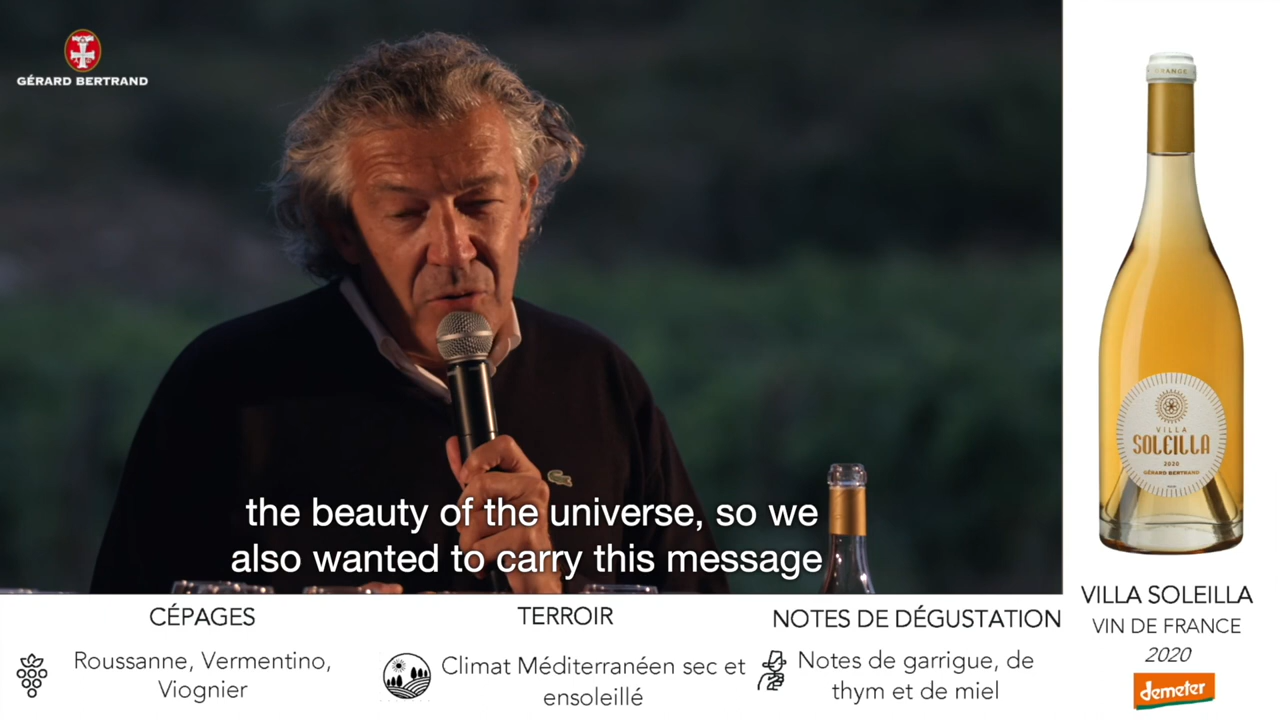 GÉRARD BERTRAND
the beauty of the universe, so we
also wanted to carry this message
CÉPAGES
Roussanne, Vermentino,
Viognier
TERROIR
Climat Méditerranéen sec et
ensoleillé
NOTES DE DÉGUSTATION
Notes de garrigue, de
thym et de miel
VILLA
SOLEILLA
2020
GÉRARD BERTRAND
VILLA SOLEILLA
VIN DE FRANCE
2020
demeter